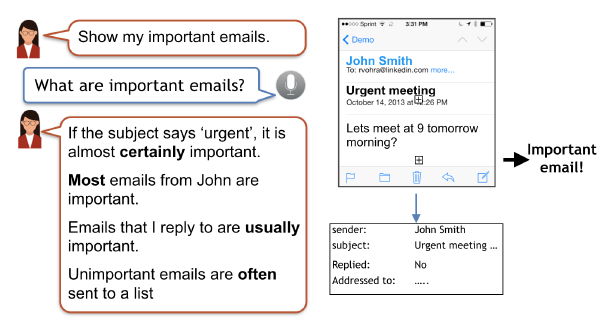 Show my important emails.
What are important emails?
If the subject says ‘urgent’, it is
almost certainly important.
Most emails from John are
important.
Emails that I reply to are usually
important.
Unimportant emails are often
sent to a list
Sprint 3:31 PM
Demo
John Smith
To: rvohra@linkedin.com more...
Urgent meeting
October 14, 2013 at :26 PM
Lets meet at 9 tomorrow
morning?
Important
email!
sender: John Smith
subject: Urgent meeting ...
Replied: No
Addressed to: .....